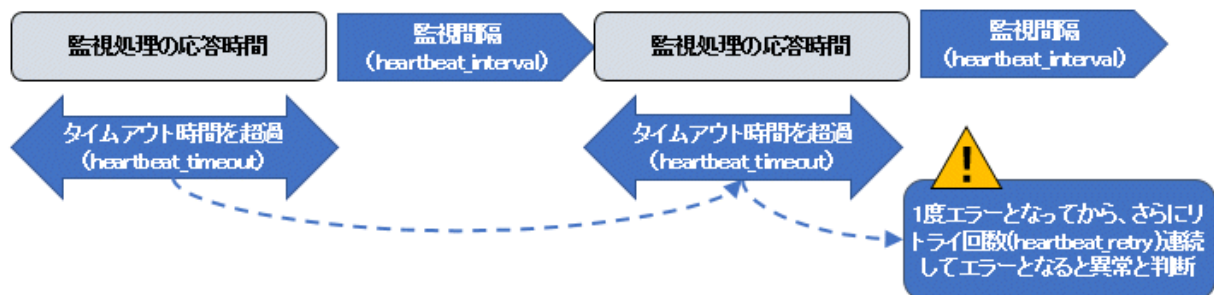 監視処理の応答時間
監視間隔
(heartbeat_interval)
監視処理の応答時間
監視間隔
(heartbeat_interval)
タイムアウト時間を超過
(heartbeat_timeout)
タイムアウト時間を超過
(heartbeat_timeout)
!
1度エラーとなってから、さらにリ
トライ回数(heartbeat_retry)連続
してエラーとなると異常と判断